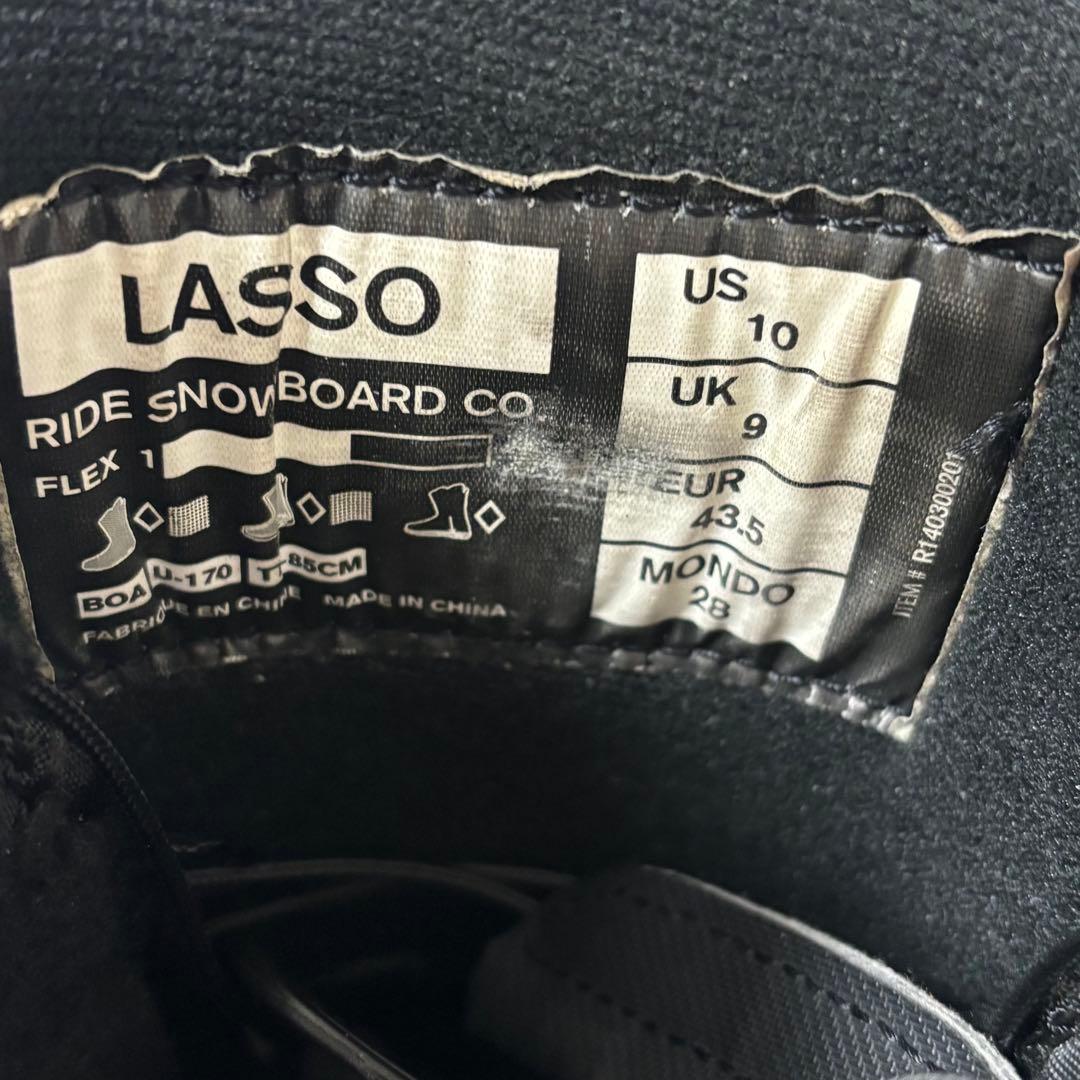 LASSO
RIDE SNOWBOARD CO.
FLEX 1
BOA U-170 85CM
FABRIQUE EN CHINE MADE IN CHINA
US
10
UK
9
EUR
43.5
MONDO
28
ITEM # R140300201